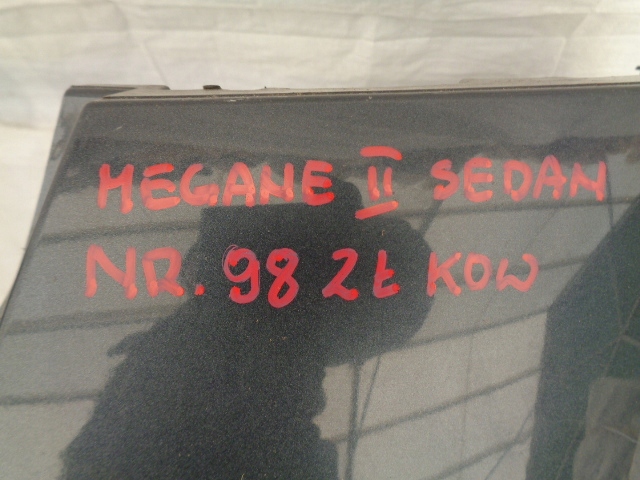 MEGANE II SEDAN
NR. 98 2Ł KOW